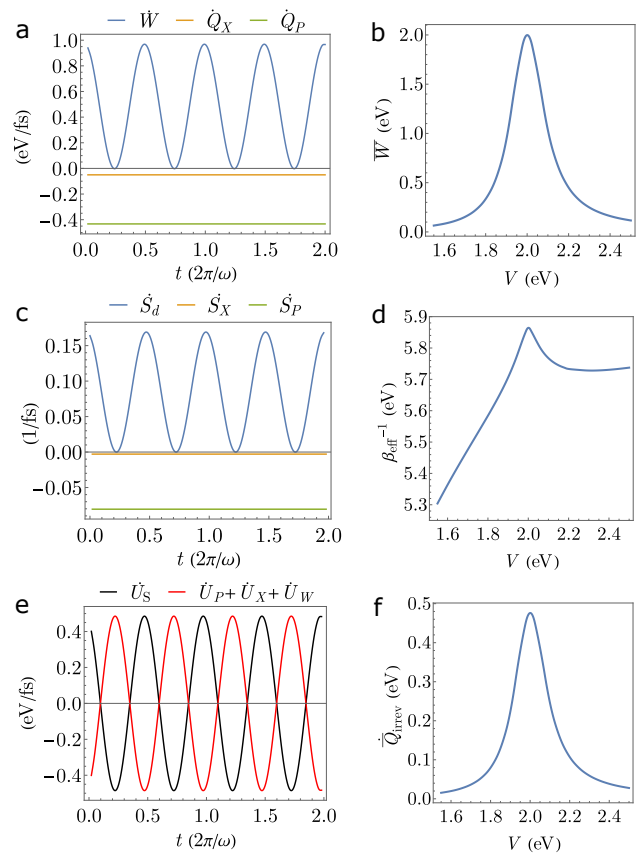 a
Ẇ Q̇_X Q̇_P
1.0
0.8
0.6
0.4
0.2
0.0
−0.2
−0.4
(eV/fs)
0.0 0.5 1.0 1.5 2.0
t (2π/ω)
b
2.0
1.5
1.0
0.5
0.0
W̅ (eV)
1.6 1.8 2.0 2.2 2.4
V (eV)
c
Ṡ_d Ṡ_X Ṡ_P
0.15
0.10
0.05
0.00
−0.05
(1/fs)
0.0 0.5 1.0 1.5 2.0
t (2π/ω)
d
5.9
5.8
5.7
5.6
5.5
5.4
5.3
β_eff⁻¹ (eV)
1.6 1.8 2.0 2.2 2.4
V (eV)
e
U̇_S U̇_P + U̇_X + U̇_W
0.4
0.2
0.0
−0.2
−0.4
(eV/fs)
0.0 0.5 1.0 1.5 2.0
t (2π/ω)
f
0.5
0.4
0.3
0.2
0.1
0.0
Q̇̅_irrev (eV)
1.6 1.8 2.0 2.2 2.4
V (eV)